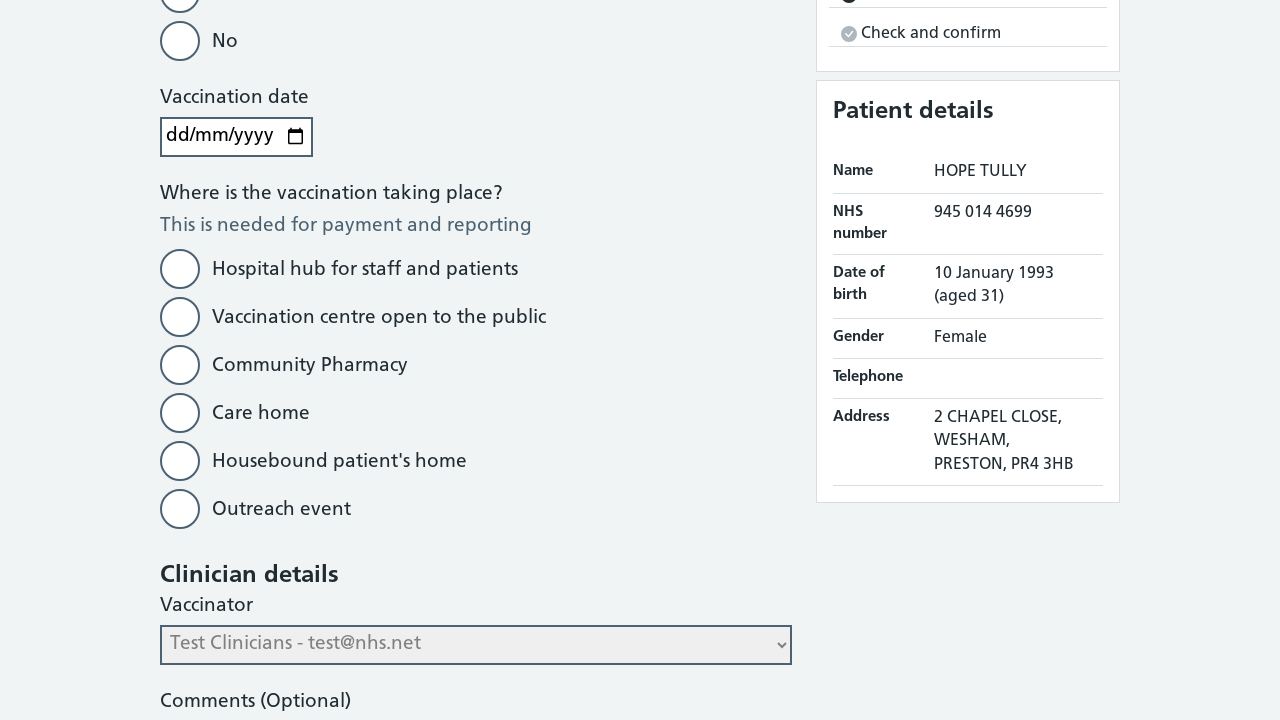 No
Vaccination date
dd/mm/yyyy
Where is the vaccination taking place?
This is needed for payment and reporting
Hospital hub for staff and patients
Vaccination centre open to the public
Community Pharmacy
Care home
Housebound patient's home
Outreach event
Clinician details
Vaccinator
Test Clinicians - test@nhs.net
Comments (Optional)
Check and confirm
Patient details
Name HOPE TULLY
NHS number 945 014 4699
Date of birth 10 January 1993 (aged 31)
Gender Female
Telephone
Address 2 CHAPEL CLOSE,
WESHAM,
PRESTON, PR4 3HB